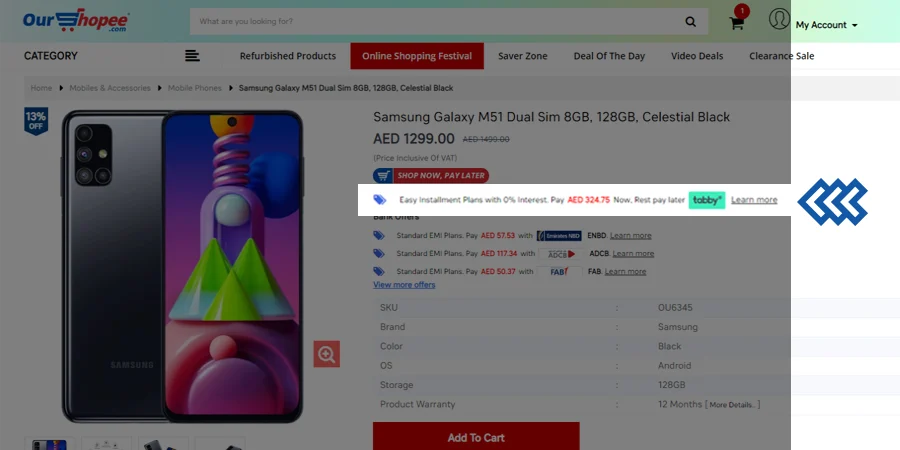 OurShopee
.com
What are you looking for?
1
My Account
CATEGORY
Refurbished Products
Online Shopping Festival
Saver Zone
Deal Of The Day
Video Deals
Clearance Sale
Home
Mobiles & Accessories
Mobile Phones
Samsung Galaxy M51 Dual Sim 8GB, 128GB, Celestial Black
13%
OFF
SAMSUNG
Samsung Galaxy M51 Dual Sim 8GB, 128GB, Celestial Black
AED 1299.00 AED 1499.00
(Price Inclusive Of VAT)
SHOP NOW, PAY LATER
Easy Installment Plans with 0% Interest. Pay AED 324.75 Now, Rest pay later tabby Learn more
Bank Offers
Standard EMI Plans. Pay AED 57.53 with Emirates NBD ENBD. Learn more
Standard EMI Plans. Pay AED 117.34 with ADCB ADCB. Learn more
Standard EMI Plans. Pay AED 50.37 with FAB FAB. Learn more
View more offers
SKU : OU6345
Brand : Samsung
Color : Black
OS : Android
Storage : 128GB
Product Warranty : 12 Months [ More Details.. ]
Add To Cart